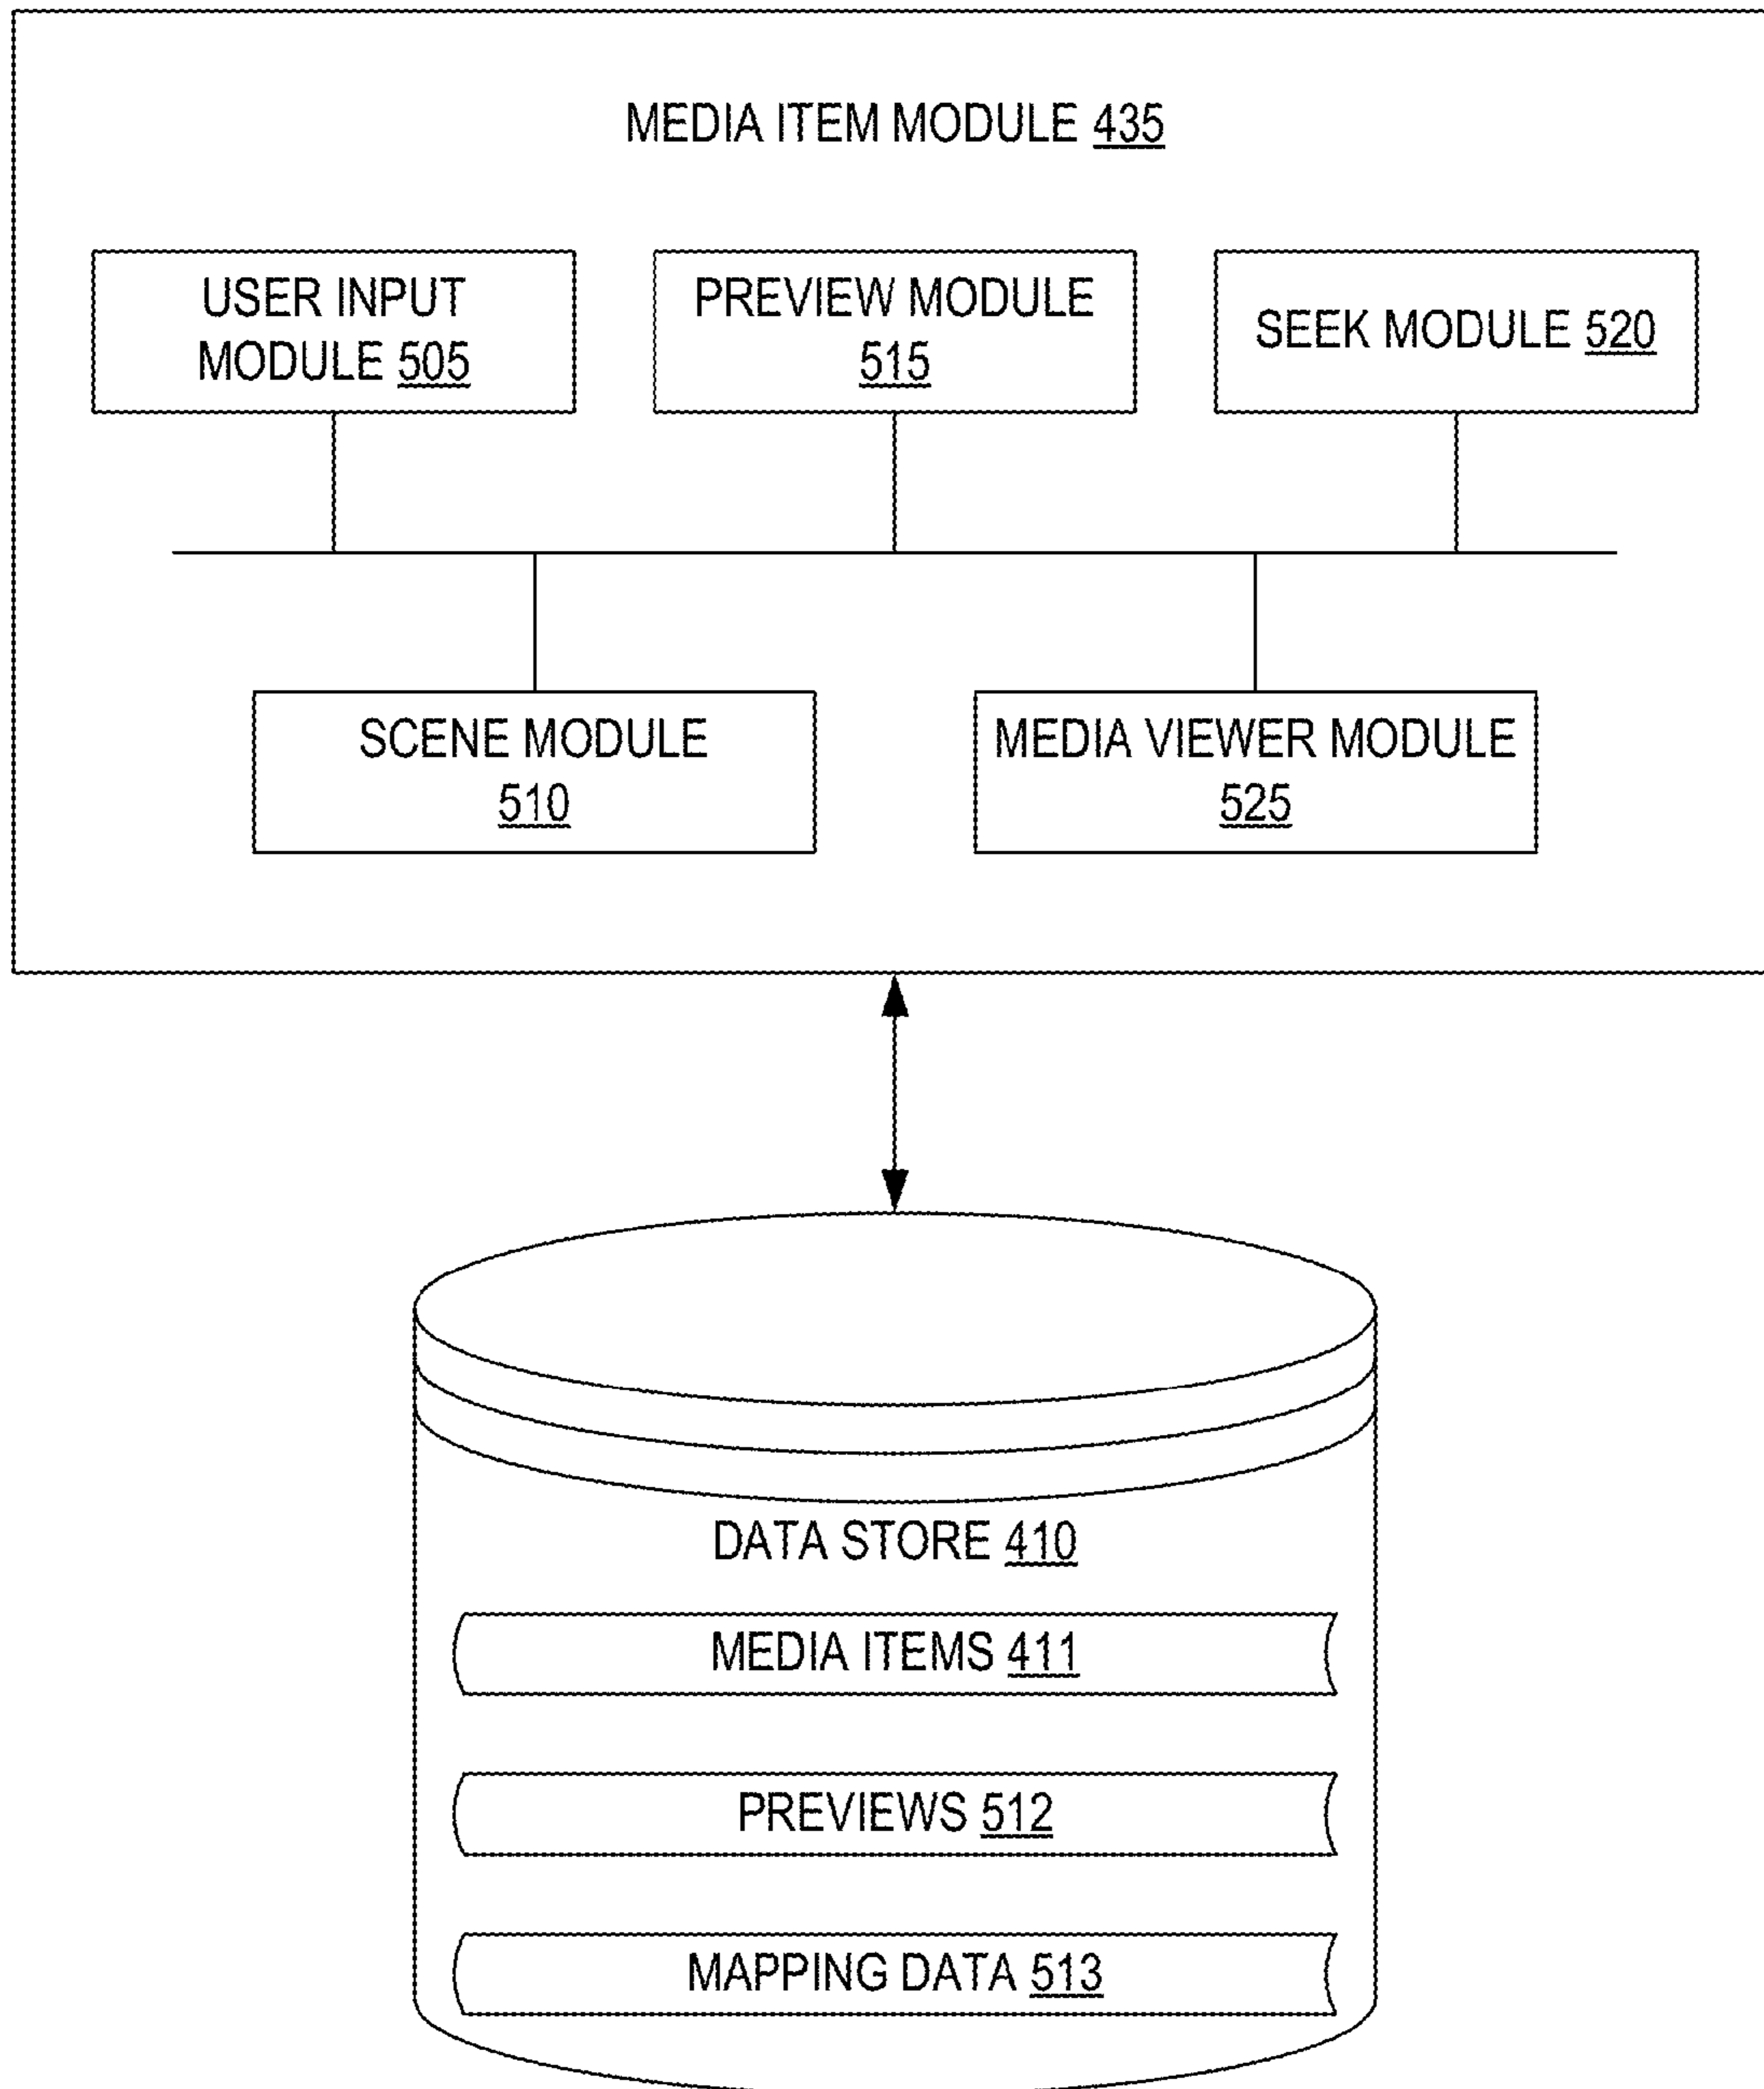 MEDIA ITEM MODULE 435
USER INPUT
MODULE 505
PREVIEW MODULE
515
SEEK MODULE 520
SCENE MODULE
510
MEDIA VIEWER MODULE
525
DATA STORE 410
MEDIA ITEMS 411
PREVIEWS 512
MAPPING DATA 513